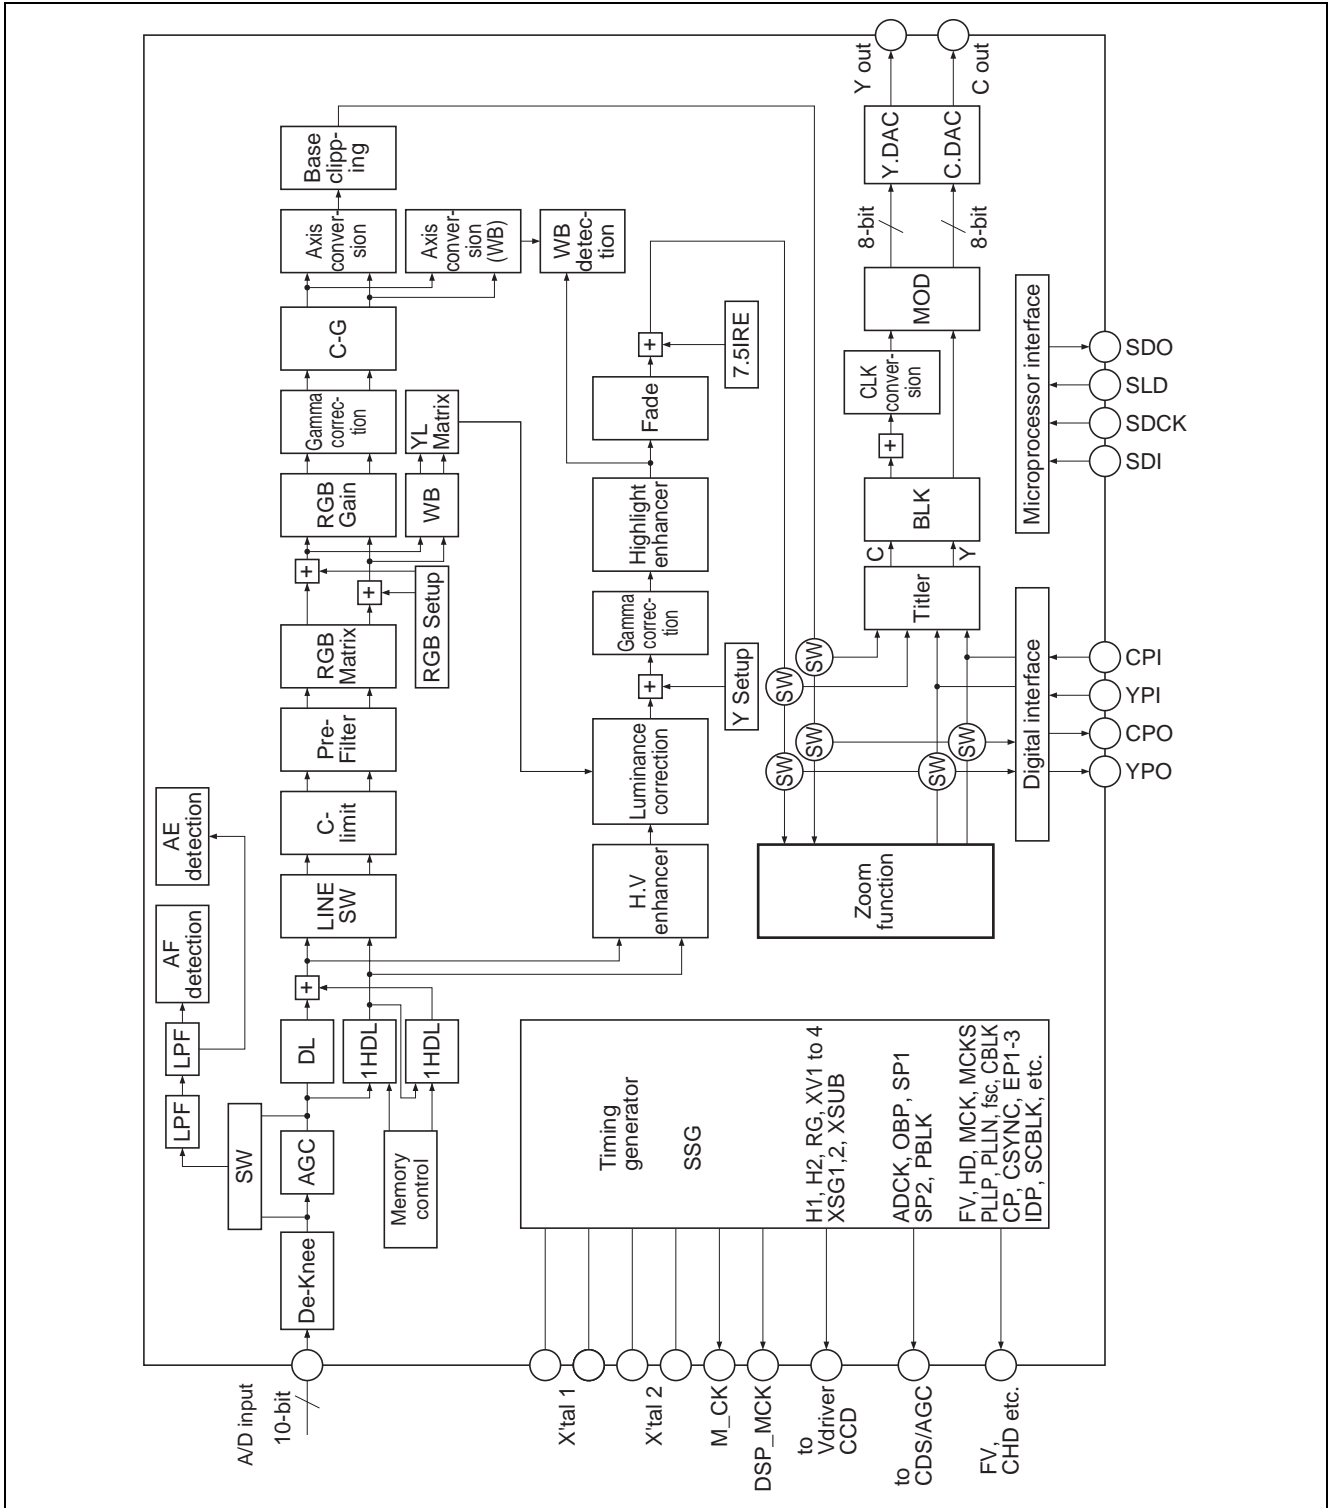 A/D input
10-bit
De-Knee
SW
AGC
LPF
LPF
AF
detection
AE
detection
DL
1HDL
1HDL
Memory
control
+
LINE
SW
C-
limit
Pre-
Filter
RGB
Matrix
+
+
RGB Setup
RGB
Gain
WB
Gamma
correc-
tion
YL
Matrix
C-G
Axis
conver-
sion
Axis
conver-
sion
(WB)
Base
clipp-
ing
WB
detec-
tion
H.V
enhancer
Luminance
correction
+
Y Setup
Gamma
correc-
tion
Highlight
enhancer
Fade
+
7.5IRE
Zoom
function
SW
SW
SW
SW
SW
SW
Titler
C
Y
BLK
+
CLK
conver-
sion
MOD
8-bit
8-bit
Y.DAC
C.DAC
Y out
C out
Digital interface
CPI
YPI
CPO
YPO
Microprocessor interface
SDO
SLD
SDCK
SDI
Timing
generator
SSG
H1, H2, RG, XV1 to 4
XSG1,2, XSUB
ADCK, OBP, SP1
SP2, PBLK
FV, HD, MCK, MCKS
PLLP, PLLN, fsc, CBLK
CP, CSYNC, EP1-3
IDP, SCBLK, etc.
X'tal 1
X'tal 2
M_CK
DSP_MCK
to
Vdriver
CCD
to
CDS/AGC
FV,
CHD etc.